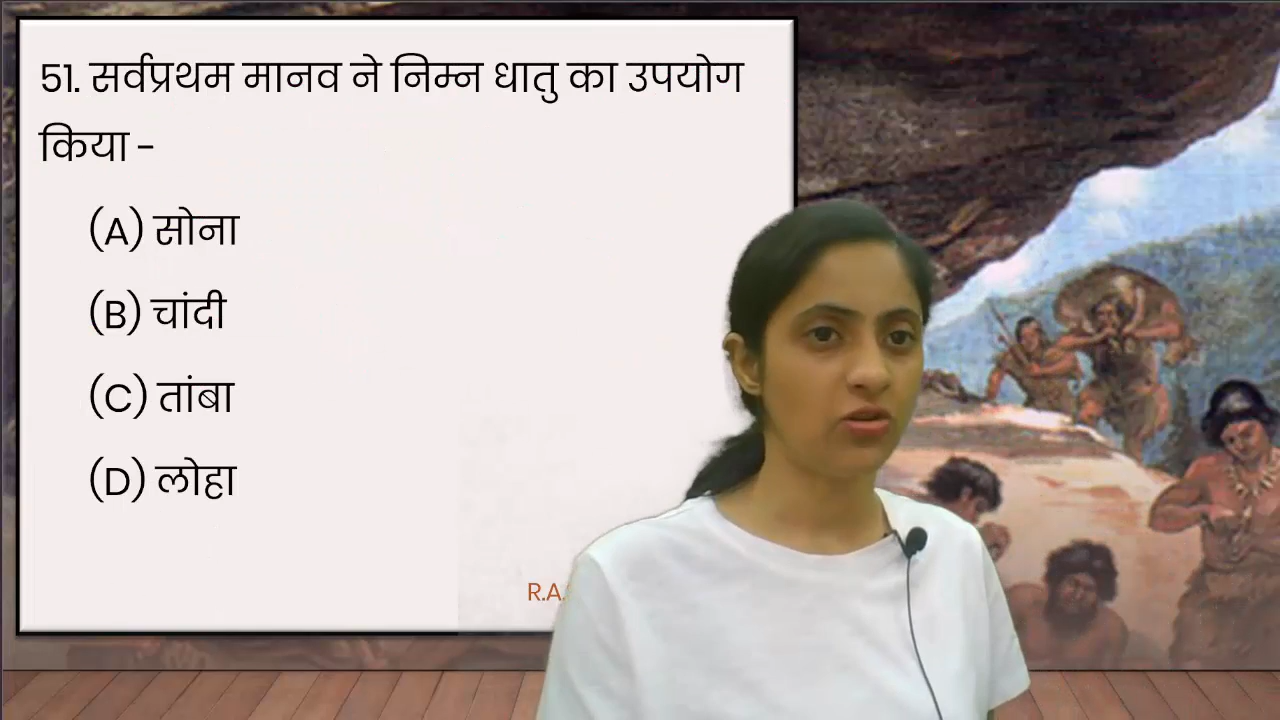 51. सर्वप्रथम मानव ने निम्न धातु का उपयोग
किया -
(A) सोना
(B) चांदी
(C) तांबा
(D) लोहा
R.A.